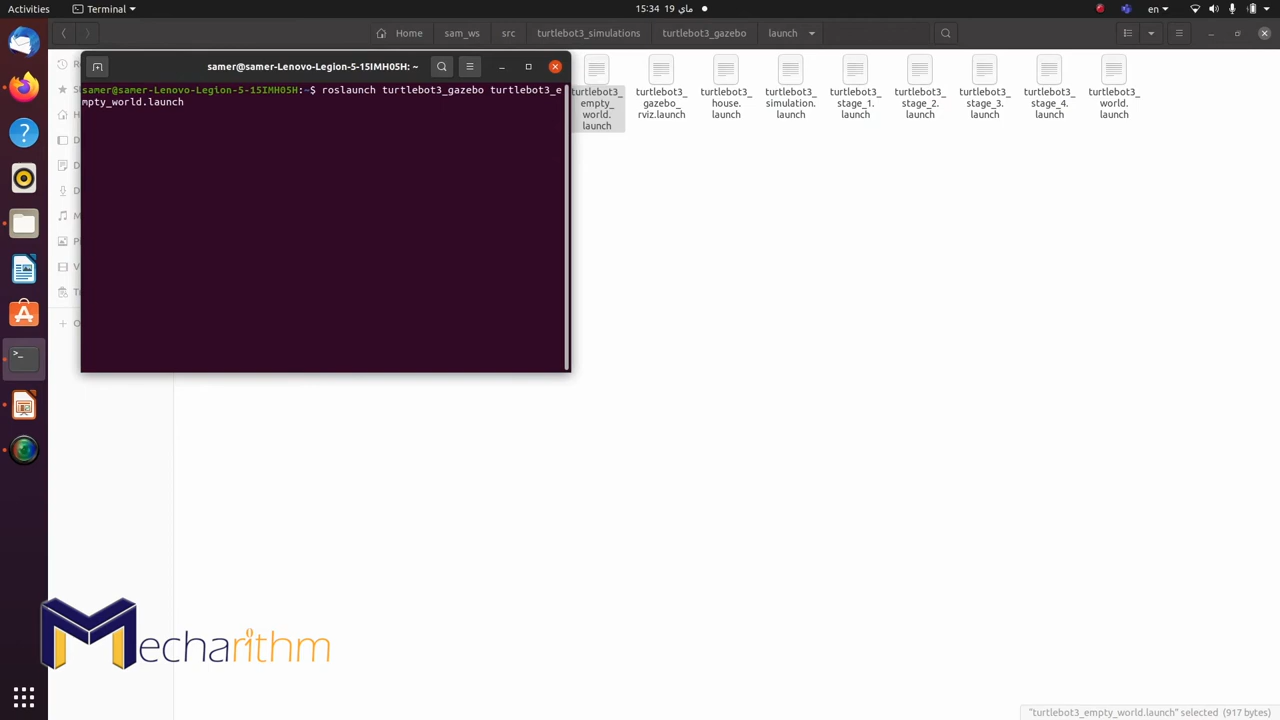 Activities
Terminal
15:34 19 ماي
en
Home
sam_ws
src
turtlebot3_simulations
turtlebot3_gazebo
launch
samer@samer-Lenovo-Legion-5-15IMH05H: ~
samer@samer-Lenovo-Legion-5-15IMH05H:~$ roslaunch turtlebot3_gazebo turtlebot3_e
mpty_world.launch
turtlebot3_
empty_
world.
launch
turtlebot3_
gazebo_
rviz.launch
turtlebot3_
house.
launch
turtlebot3_
simulation.
launch
turtlebot3_
stage_1.
launch
turtlebot3_
stage_2.
launch
turtlebot3_
stage_3.
launch
turtlebot3_
stage_4.
launch
turtlebot3_
world.
launch
Mecharithm
"turtlebot3_empty_world.launch" selected (917 bytes)